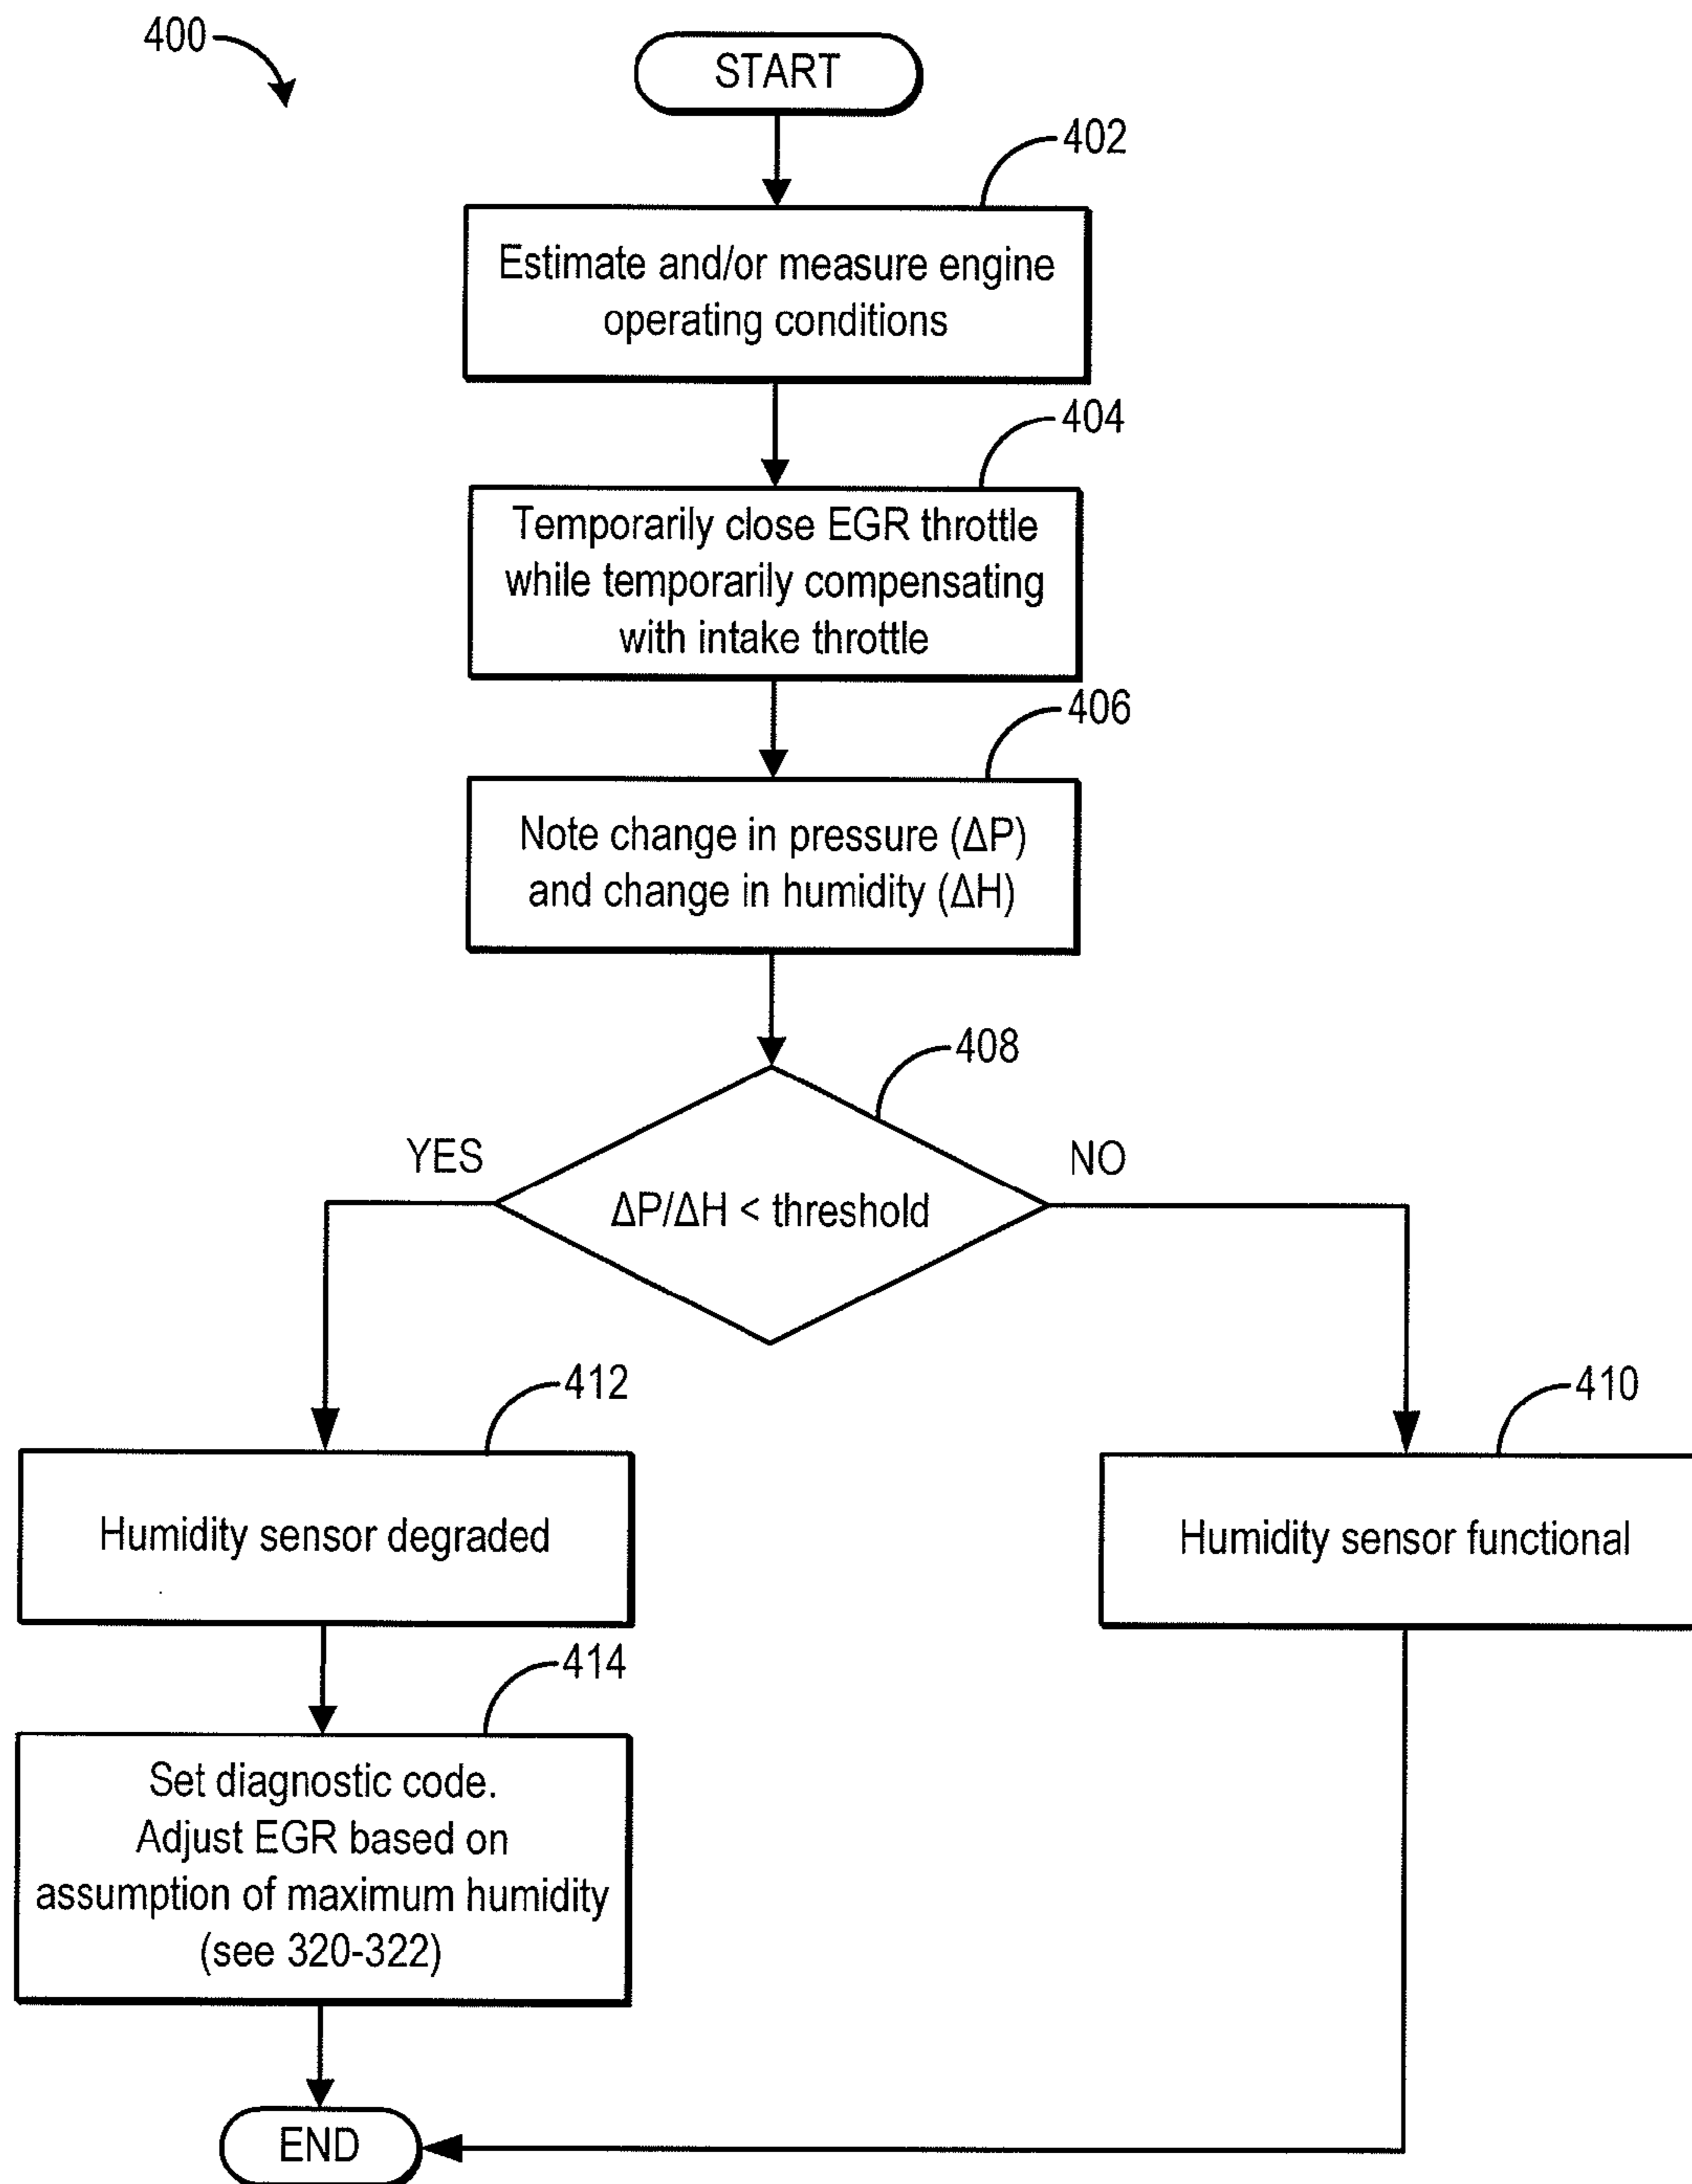 400
START
402
Estimate and/or measure engine
operating conditions
404
Temporarily close EGR throttle
while temporarily compensating
with intake throttle
406
Note change in pressure (ΔP)
and change in humidity (ΔH)
408
YES
NO
ΔP/ΔH < threshold
412
410
Humidity sensor degraded
Humidity sensor functional
414
Set diagnostic code.
Adjust EGR based on
assumption of maximum humidity
(see 320-322)
END